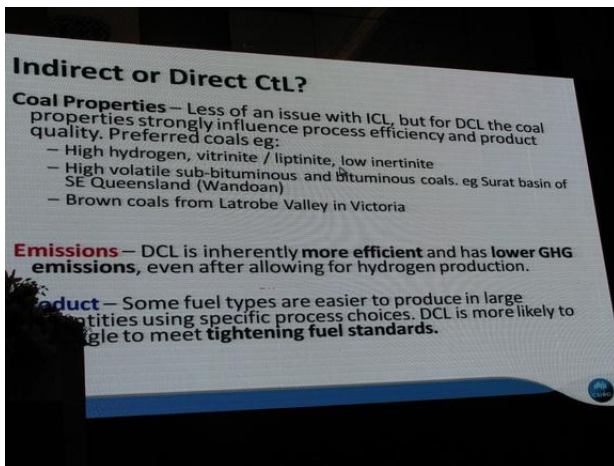 Indirect or Direct CtL?
Coal Properties – Less of an issue with ICL, but for DCL the coal
properties strongly influence process efficiency and product
quality. Preferred coals eg:
– High hydrogen, vitrinite / liptinite, low inertinite
– High volatile sub-bituminous and bituminous coals. eg Surat basin of
SE Queensland (Wandoan)
– Brown coals from Latrobe Valley in Victoria
Emissions – DCL is inherently more efficient and has lower GHG
emissions, even after allowing for hydrogen production.
oduct – Some fuel types are easier to produce in large
ntities using specific process choices. DCL is more likely to
gle to meet tightening fuel standards.
CSIRO